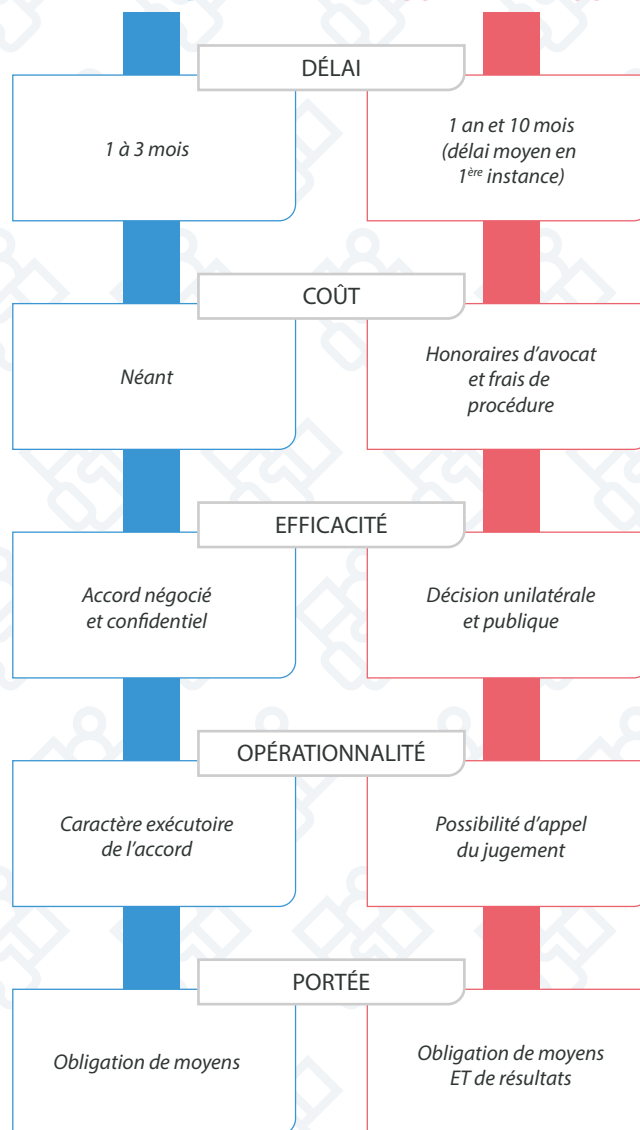 DÉLAI
1 à 3 mois
1 an et 10 mois
(délai moyen en
1ère instance)
COÛT
Néant
Honoraires d’avocat
et frais de
procédure
EFFICACITÉ
Accord négocié
et confidentiel
Décision unilatérale
et publique
OPÉRATIONNALITÉ
Caractère exécutoire
de l’accord
Possibilité d’appel
du jugement
PORTÉE
Obligation de moyens
Obligation de moyens
ET de résultats